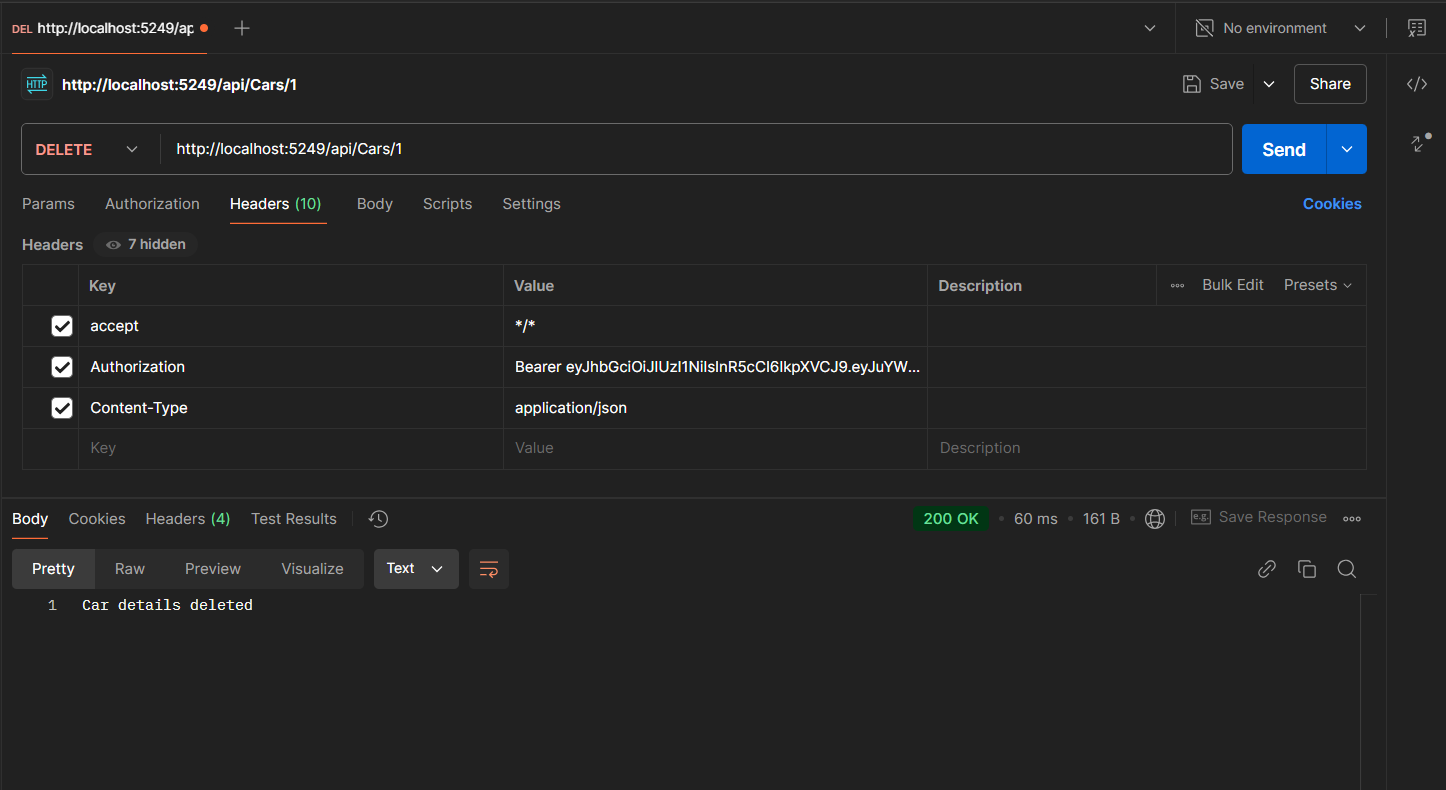 DEL http://localhost:5249/ap
No environment
HTTP http://localhost:5249/api/Cars/1
Save
Share
DELETE
http://localhost:5249/api/Cars/1
Send
Params Authorization Headers (10) Body Scripts Settings
Cookies
Headers 7 hidden
Key Value Description Bulk Edit Presets
accept */*
Authorization Bearer eyJhbGciOiJIUzI1NiIsInR5cCI6IkpXVCJ9.eyJuYW...
Content-Type application/json
Key Value Description
Body Cookies Headers (4) Test Results
200 OK • 60 ms • 161 B •
e.g. Save Response
Pretty Raw Preview Visualize Text
1 Car details deleted